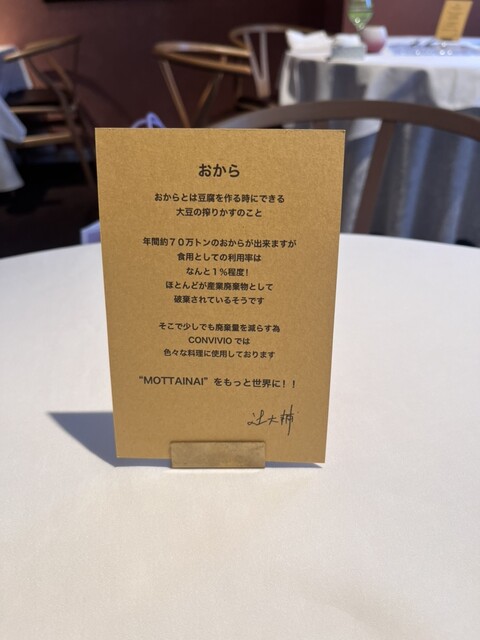 おから
おからとは豆腐を作る時にできる
大豆の搾りかすのこと
年間約７０万トンのおからが出来ますが
食用としての利用率は
なんと１％程度！
ほとんどが産業廃棄物として
破棄されているそうです
そこで少しでも廃棄量を減らす為
CONVIVIO では
色々な料理に使用しております
“MOTTAINAI” をもっと世界に！！
辻大輔